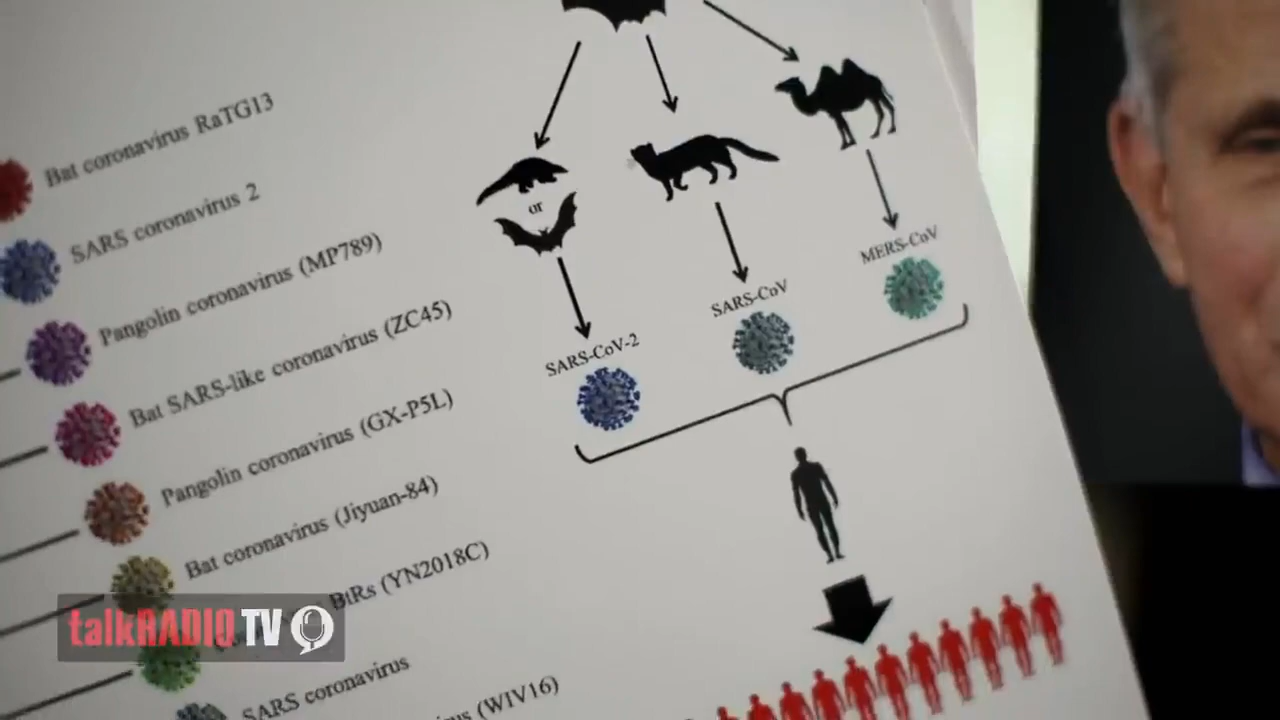 Bat coronavirus RaTG13
SARS coronavirus 2
Pangolin coronavirus (MP789)
Bat SARS-like coronavirus (ZC45)
Pangolin coronavirus (GX-P5L)
Bat coronavirus (Jiyuan-84)
BtRs (YN2018C)
SARS coronavirus
(WIV16)
or
SARS-CoV-2
SARS-CoV
MERS-CoV
talkRADIO TV